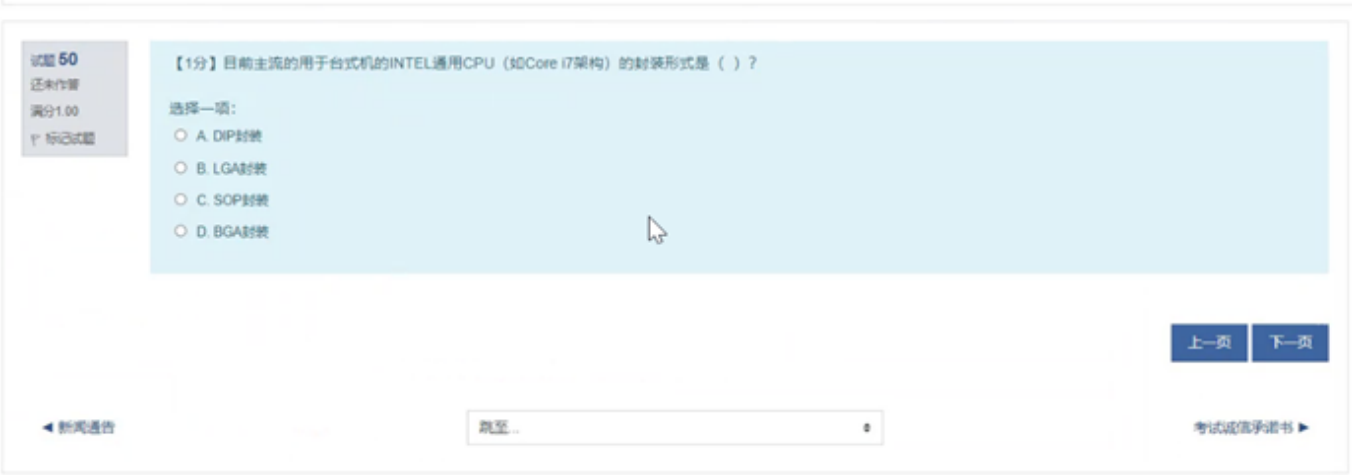 试题 50
还未作答
满分1.00
标记试题
【1分】目前主流的用于台式机的INTEL通用CPU（如Core i7架构）的封装形式是（ ）？
选择一项：
A. DIP封装
B. LGA封装
C. SOP封装
D. BGA封装
上一页 下一页
◀ 新闻通告 跳至... 考试诚信承诺书 ▶